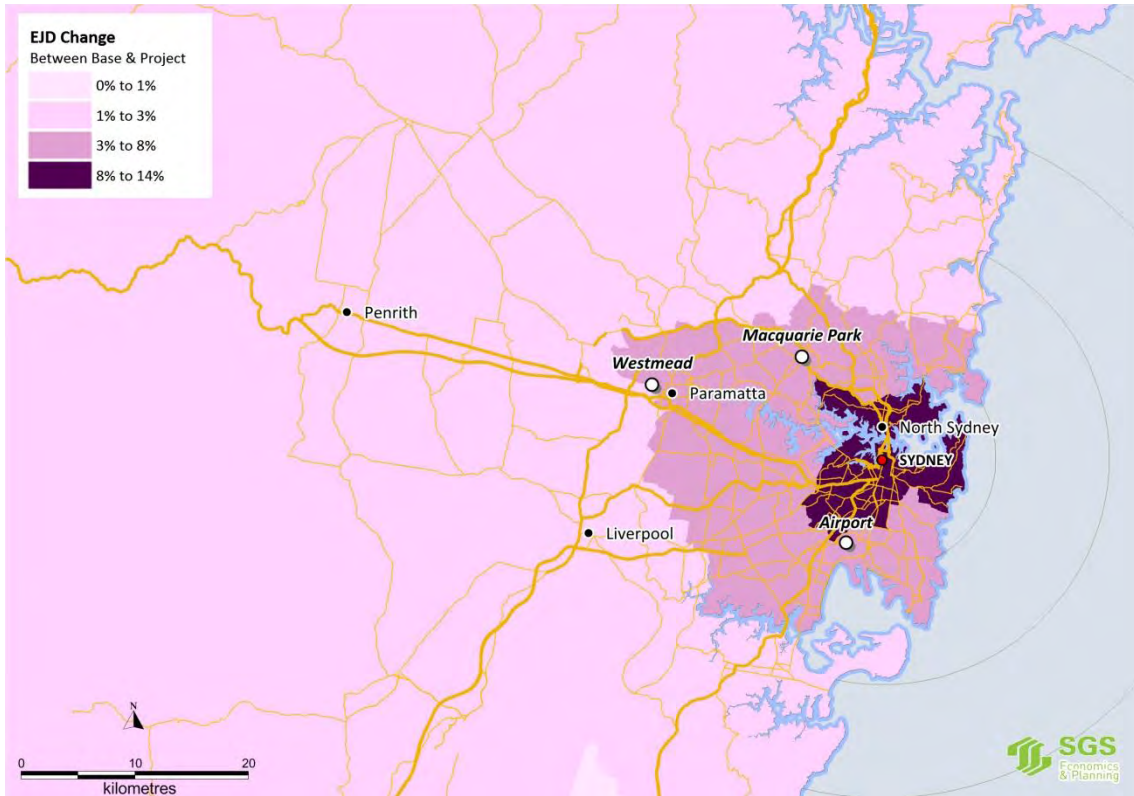 EJD Change
Between Base & Project
0% to 1%
1% to 3%
3% to 8%
8% to 14%
Penrith
Macquarie Park
Westmead
Paramatta
North Sydney
SYDNEY
Airport
Liverpool
N
0 10 20
kilometres
SGS
Economics
& Planning